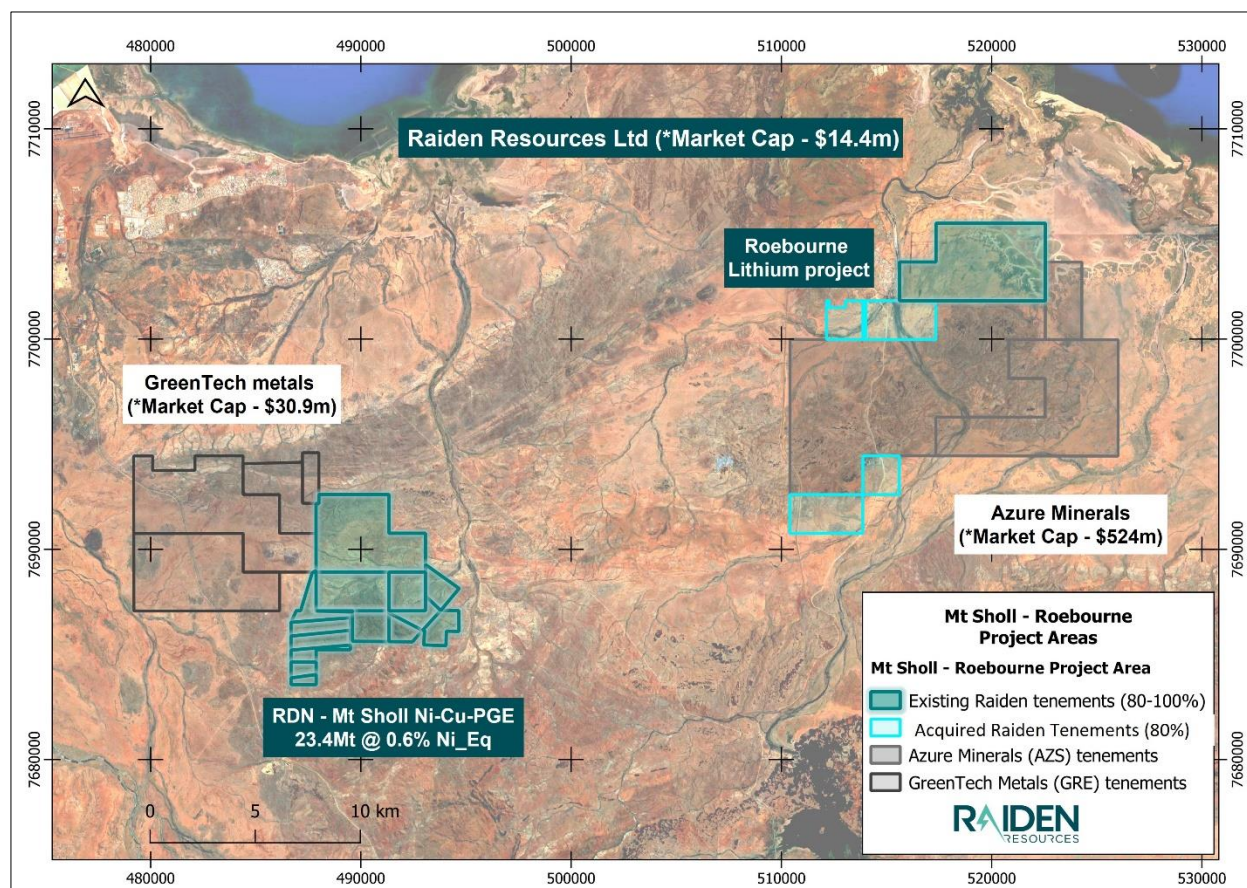 480000
490000
500000
510000
520000
530000
7710000
7710000
Raiden Resources Ltd (*Market Cap - $14.4m)
Roebourne
Lithium project
7700000
7700000
GreenTech metals
(*Market Cap - $30.9m)
Azure Minerals
(*Market Cap - $524m)
7690000
7690000
RDN - Mt Sholl Ni-Cu-PGE
23.4Mt @ 0.6% Ni_Eq
Mt Sholl - Roebourne
Project Areas
Mt Sholl - Roebourne Project Area
Existing Raiden tenements (80-100%)
Acquired Raiden Tenements (80%)
Azure Minerals (AZS) tenements
GreenTech Metals (GRE) tenements
RAIDEN
RESOURCES
7680000
7680000
0 5 10 km
480000
490000
500000
510000
520000
530000